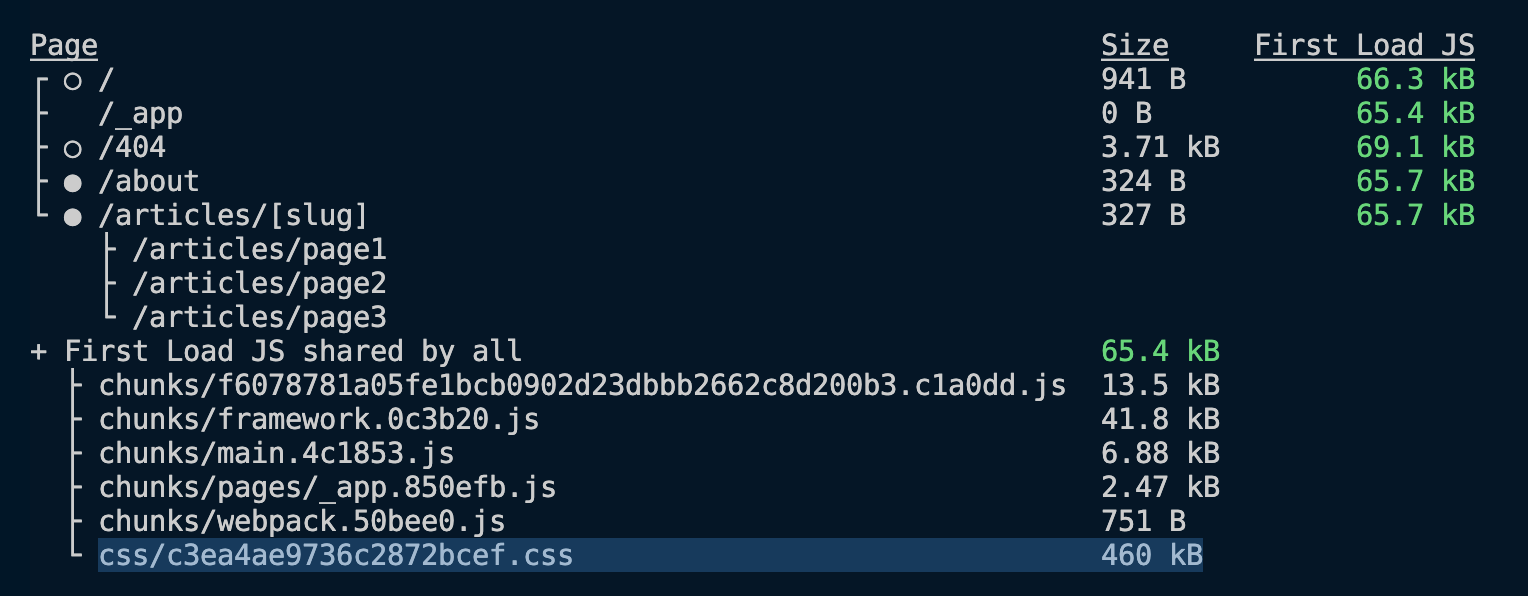 Page Size First Load JS
┌ ○ / 941 B 66.3 kB
├   /_app 0 B 65.4 kB
├ ○ /404 3.71 kB 69.1 kB
├ ● /about 324 B 65.7 kB
└ ● /articles/[slug] 327 B 65.7 kB
    ├ /articles/page1
    ├ /articles/page2
    └ /articles/page3
+ First Load JS shared by all 65.4 kB
  ├ chunks/f6078781a05fe1bcb0902d23dbbb2662c8d200b3.c1a0dd.js 13.5 kB
  ├ chunks/framework.0c3b20.js 41.8 kB
  ├ chunks/main.4c1853.js 6.88 kB
  ├ chunks/pages/_app.850efb.js 2.47 kB
  ├ chunks/webpack.50bee0.js 751 B
  └ css/c3ea4ae9736c2872bcef.css 460 kB